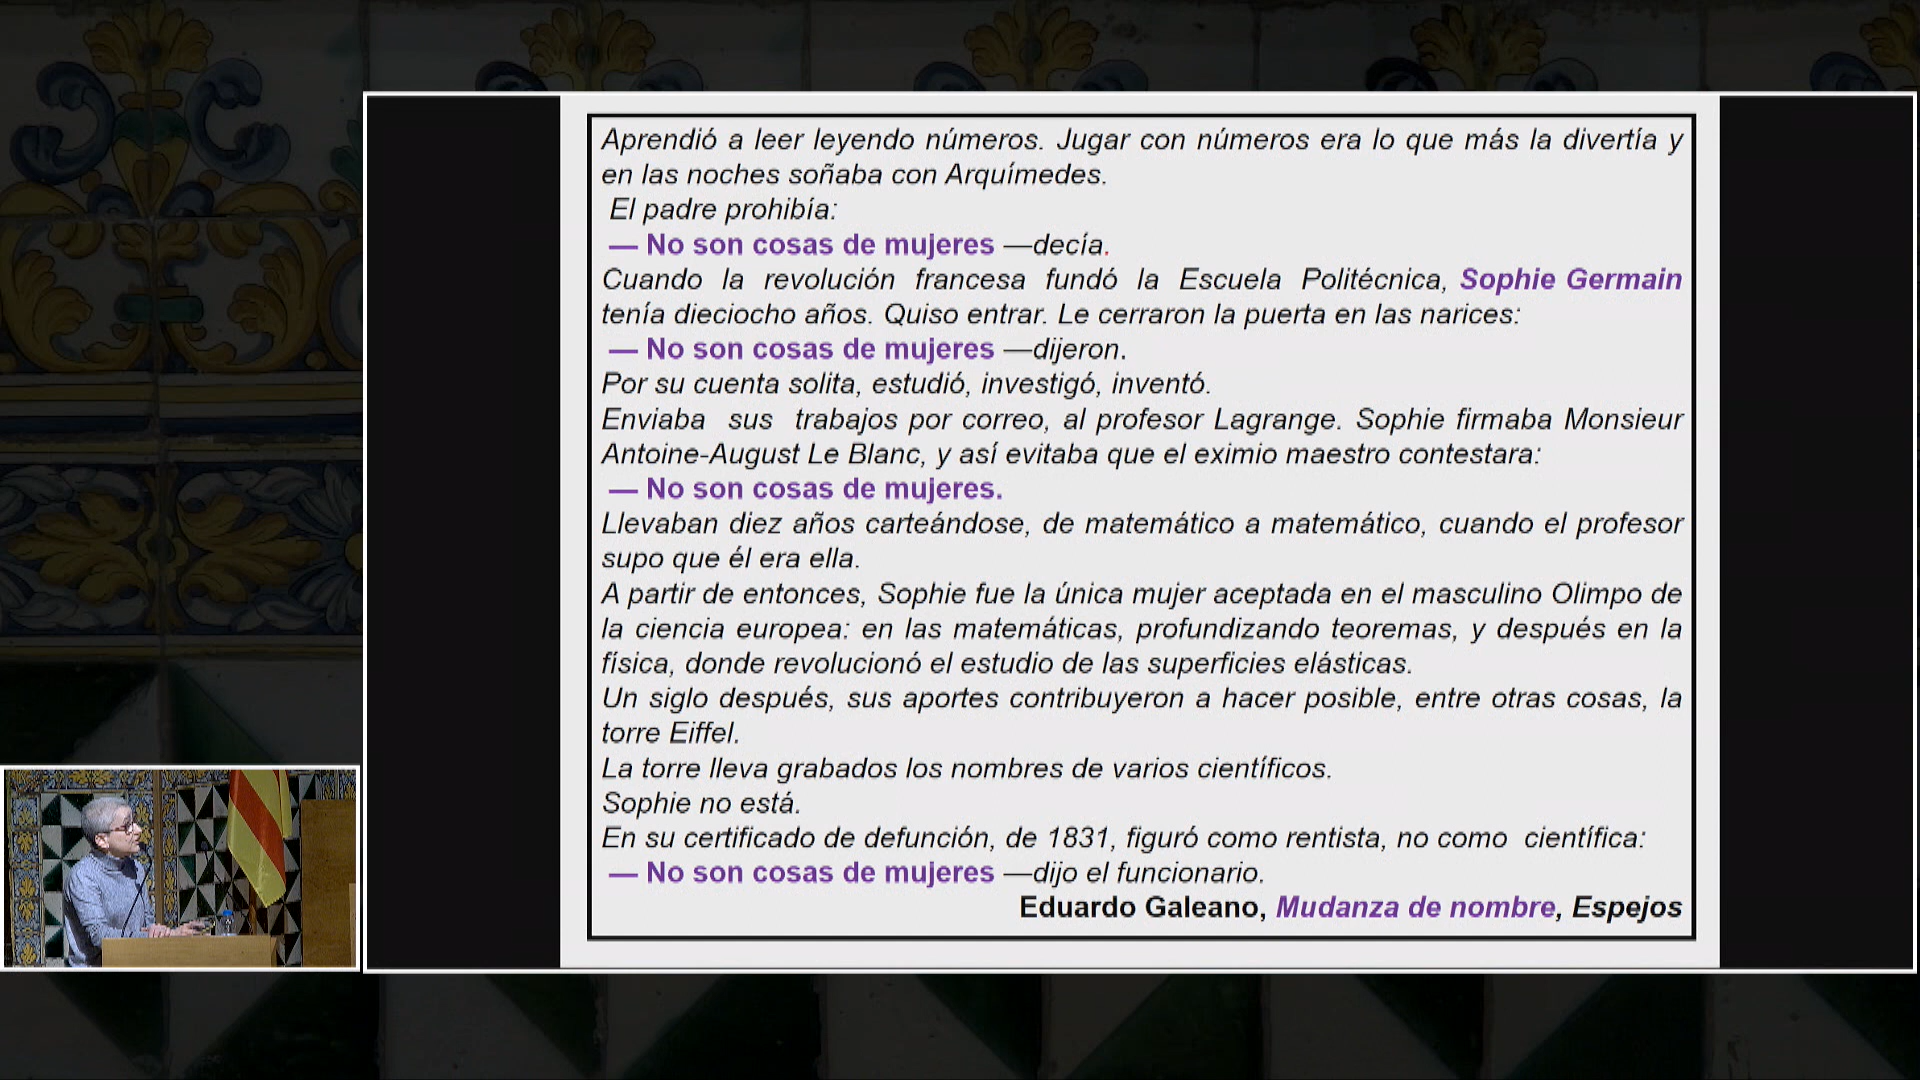 Aprendió a leer leyendo números. Jugar con números era lo que más la divertía y
en las noches soñaba con Arquímedes.
El padre prohibía:
— No son cosas de mujeres —decía.
Cuando la revolución francesa fundó la Escuela Politécnica, Sophie Germain
tenía dieciocho años. Quiso entrar. Le cerraron la puerta en las narices:
— No son cosas de mujeres —dijeron.
Por su cuenta solita, estudió, investigó, inventó.
Enviaba sus trabajos por correo, al profesor Lagrange. Sophie firmaba Monsieur
Antoine-August Le Blanc, y así evitaba que el eximio maestro contestara:
— No son cosas de mujeres.
Llevaban diez años carteándose, de matemático a matemático, cuando el profesor
supo que él era ella.
A partir de entonces, Sophie fue la única mujer aceptada en el masculino Olimpo de
la ciencia europea: en las matemáticas, profundizando teoremas, y después en la
física, donde revolucionó el estudio de las superficies elásticas.
Un siglo después, sus aportes contribuyeron a hacer posible, entre otras cosas, la
torre Eiffel.
La torre lleva grabados los nombres de varios científicos.
Sophie no está.
En su certificado de defunción, de 1831, figuró como rentista, no como científica:
— No son cosas de mujeres —dijo el funcionario.
Eduardo Galeano, Mudanza de nombre, Espejos